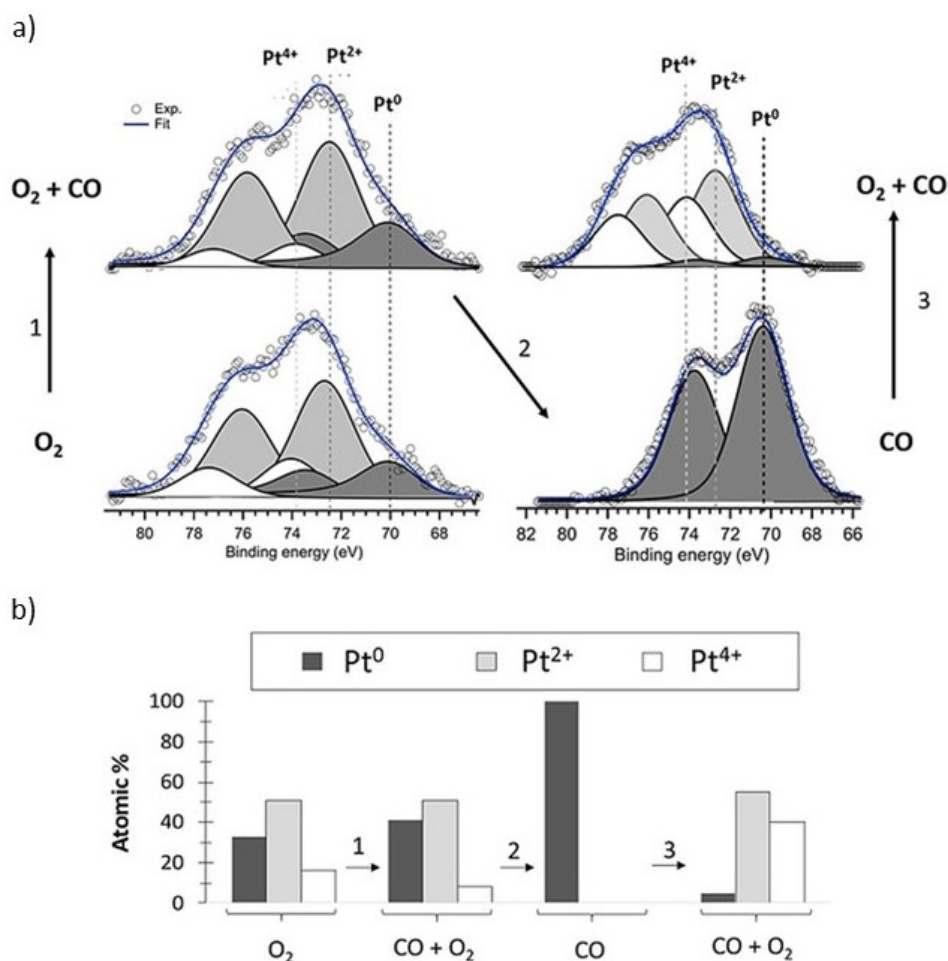 a)
Pt⁴⁺ Pt²⁺ Pt⁰
Exp.
Fit
O₂ + CO
1
O₂
80 78 76 74 72 70 68
Binding energy (eV)
2
Pt⁴⁺ Pt²⁺ Pt⁰
O₂ + CO
3
CO
82 80 78 76 74 72 70 68 66
Binding energy (eV)
b)
Pt⁰ Pt²⁺ Pt⁴⁺
Atomic %
100
80
60
40
20
0
1 2 3
O₂ CO + O₂ CO CO + O₂